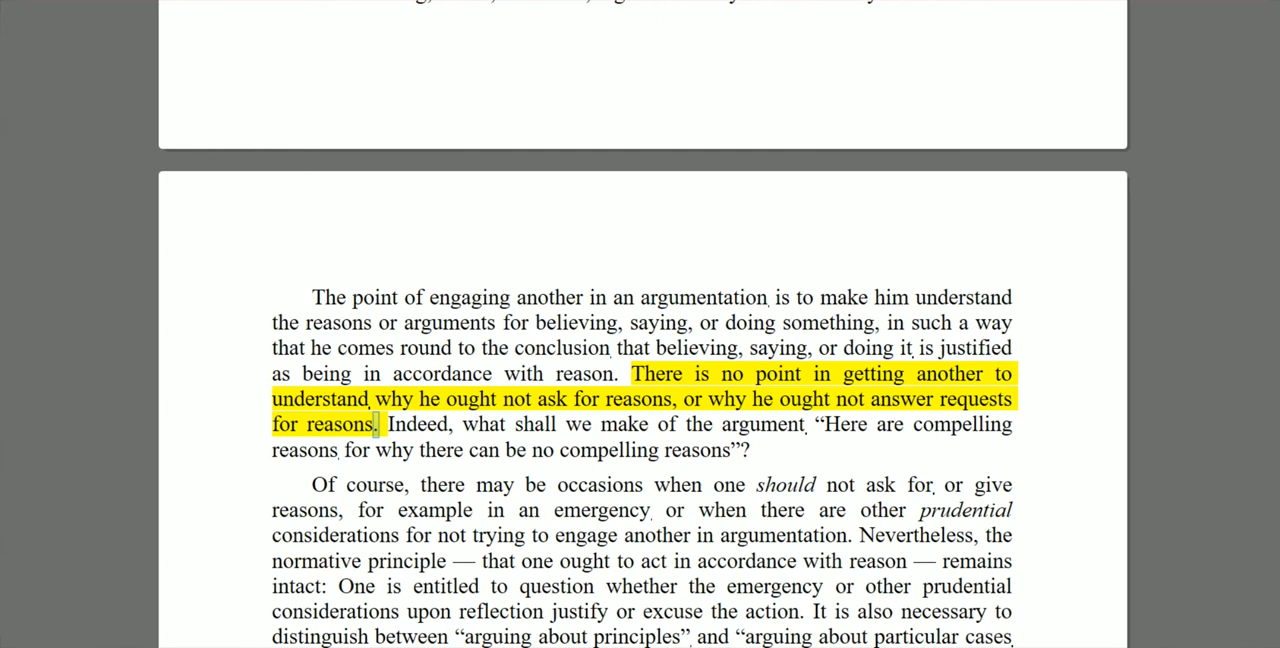 The point of engaging another in an argumentation is to make him understand
the reasons or arguments for believing, saying, or doing something, in such a way
that he comes round to the conclusion that believing, saying, or doing it is justified
as being in accordance with reason. There is no point in getting another to
understand why he ought not ask for reasons, or why he ought not answer requests
for reasons. Indeed, what shall we make of the argument “Here are compelling
reasons for why there can be no compelling reasons”?
Of course, there may be occasions when one should not ask for or give
reasons, for example in an emergency or when there are other prudential
considerations for not trying to engage another in argumentation. Nevertheless, the
normative principle — that one ought to act in accordance with reason — remains
intact: One is entitled to question whether the emergency or other prudential
considerations upon reflection justify or excuse the action. It is also necessary to
distinguish between “arguing about principles” and “arguing about particular cases